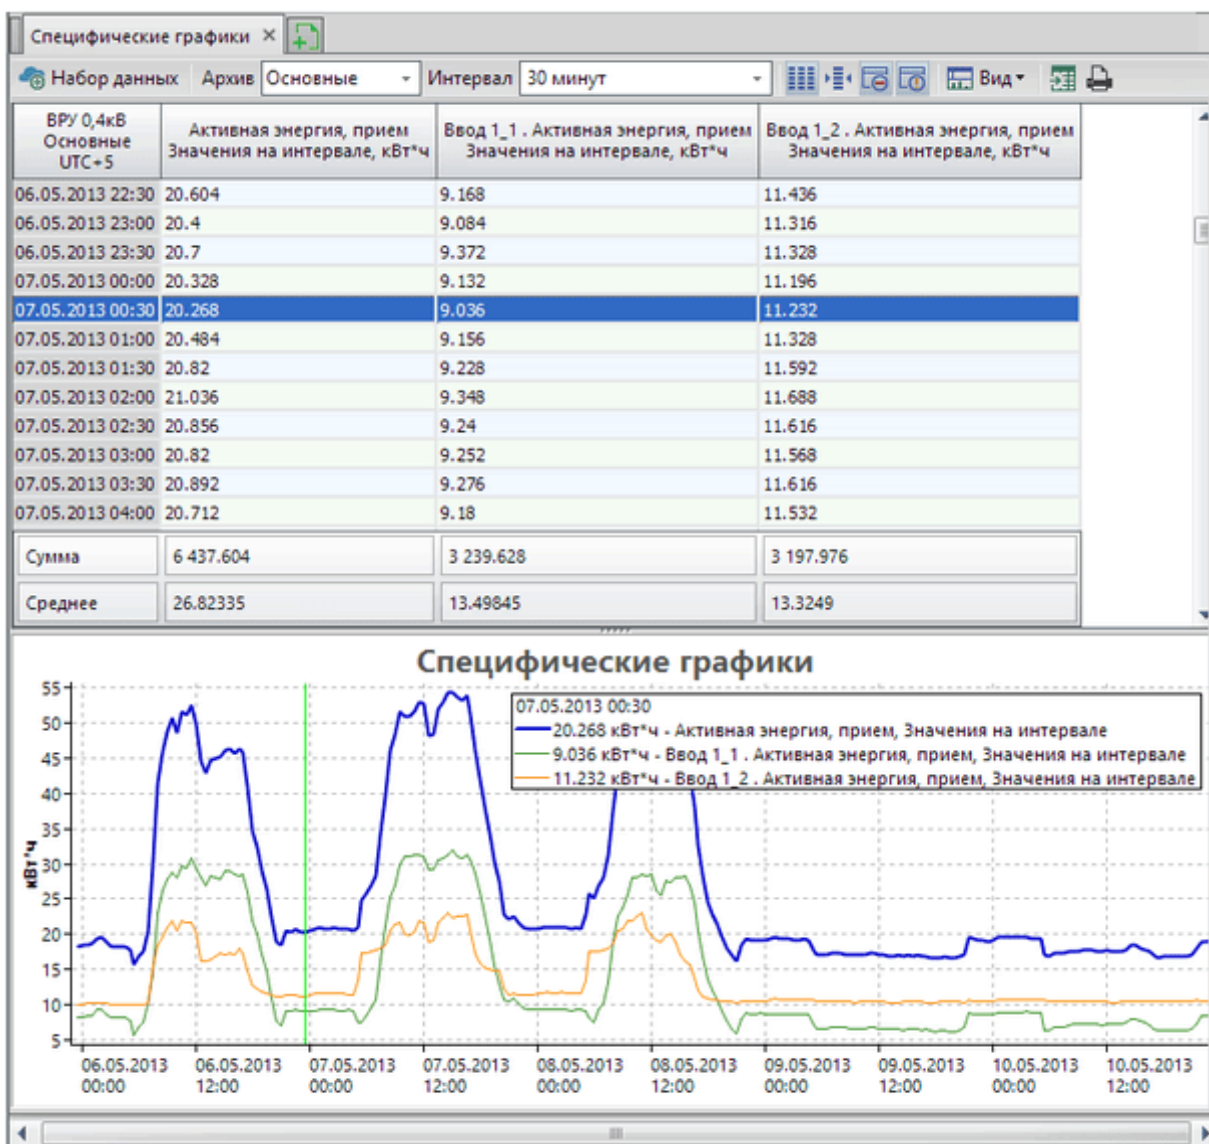 Специфические графики ×
Набор данных Архив Основные Интервал 30 минут Вид
ВРУ 0,4кВ
Основные
UTC+5
Активная энергия, прием
Значения на интервале, кВт*ч
Ввод 1_1 . Активная энергия, прием
Значения на интервале, кВт*ч
Ввод 1_2 . Активная энергия, прием
Значения на интервале, кВт*ч
06.05.2013 22:30 20.604 9.168 11.436
06.05.2013 23:00 20.4 9.084 11.316
06.05.2013 23:30 20.7 9.372 11.328
07.05.2013 00:00 20.328 9.132 11.196
07.05.2013 00:30 20.268 9.036 11.232
07.05.2013 01:00 20.484 9.156 11.328
07.05.2013 01:30 20.82 9.228 11.592
07.05.2013 02:00 21.036 9.348 11.688
07.05.2013 02:30 20.856 9.24 11.616
07.05.2013 03:00 20.82 9.252 11.568
07.05.2013 03:30 20.892 9.276 11.616
07.05.2013 04:00 20.712 9.18 11.532
Сумма 6 437.604 3 239.628 3 197.976
Среднее 26.82335 13.49845 13.3249
Специфические графики
07.05.2013 00:30
20.268 кВт*ч - Активная энергия, прием, Значения на интервале
9.036 кВт*ч - Ввод 1_1 . Активная энергия, прием, Значения на интервале
11.232 кВт*ч - Ввод 1_2 . Активная энергия, прием, Значения на интервале
55
50
45
40
35
30
25
20
15
10
5
кВт*ч
06.05.2013 06.05.2013 07.05.2013 07.05.2013 08.05.2013 08.05.2013 09.05.2013 09.05.2013 10.05.2013 10.05.2013
00:00 12:00 00:00 12:00 00:00 12:00 00:00 12:00 00:00 12:00